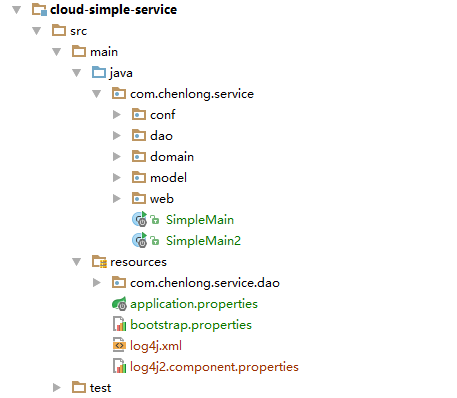 cloud-simple-service
src
main
java
com.chenlong.service
conf
dao
domain
model
web
SimpleMain
SimpleMain2
resources
com.chenlong.service.dao
application.properties
bootstrap.properties
log4j.xml
log4j2.component.properties
test